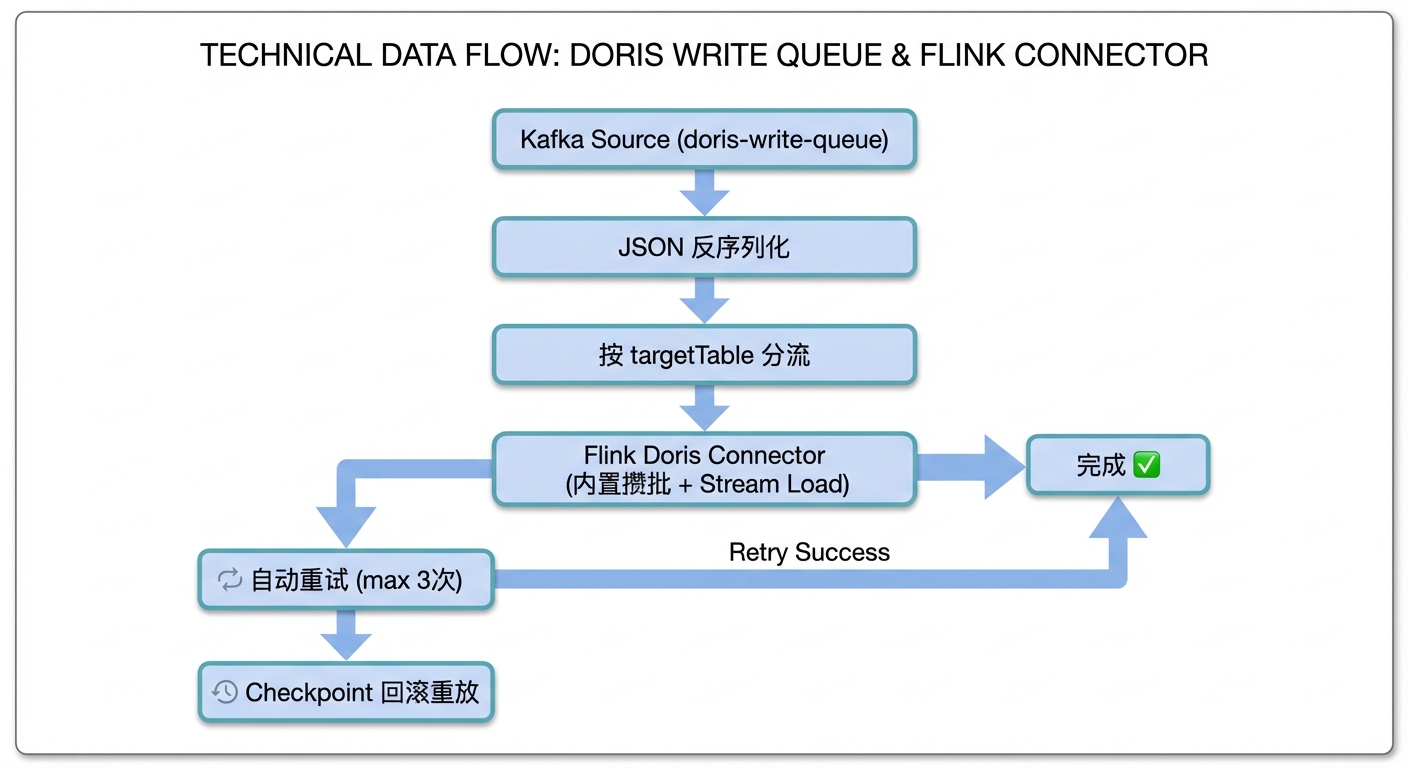 TECHNICAL DATA FLOW: DORIS WRITE QUEUE & FLINK CONNECTOR
Kafka Source (doris-write-queue)
JSON 反序列化
按 targetTable 分流
Flink Doris Connector
(内置攒批 + Stream Load)
完成 ✅
Retry Success
自动重试 (max 3次)
Checkpoint 回滚重放